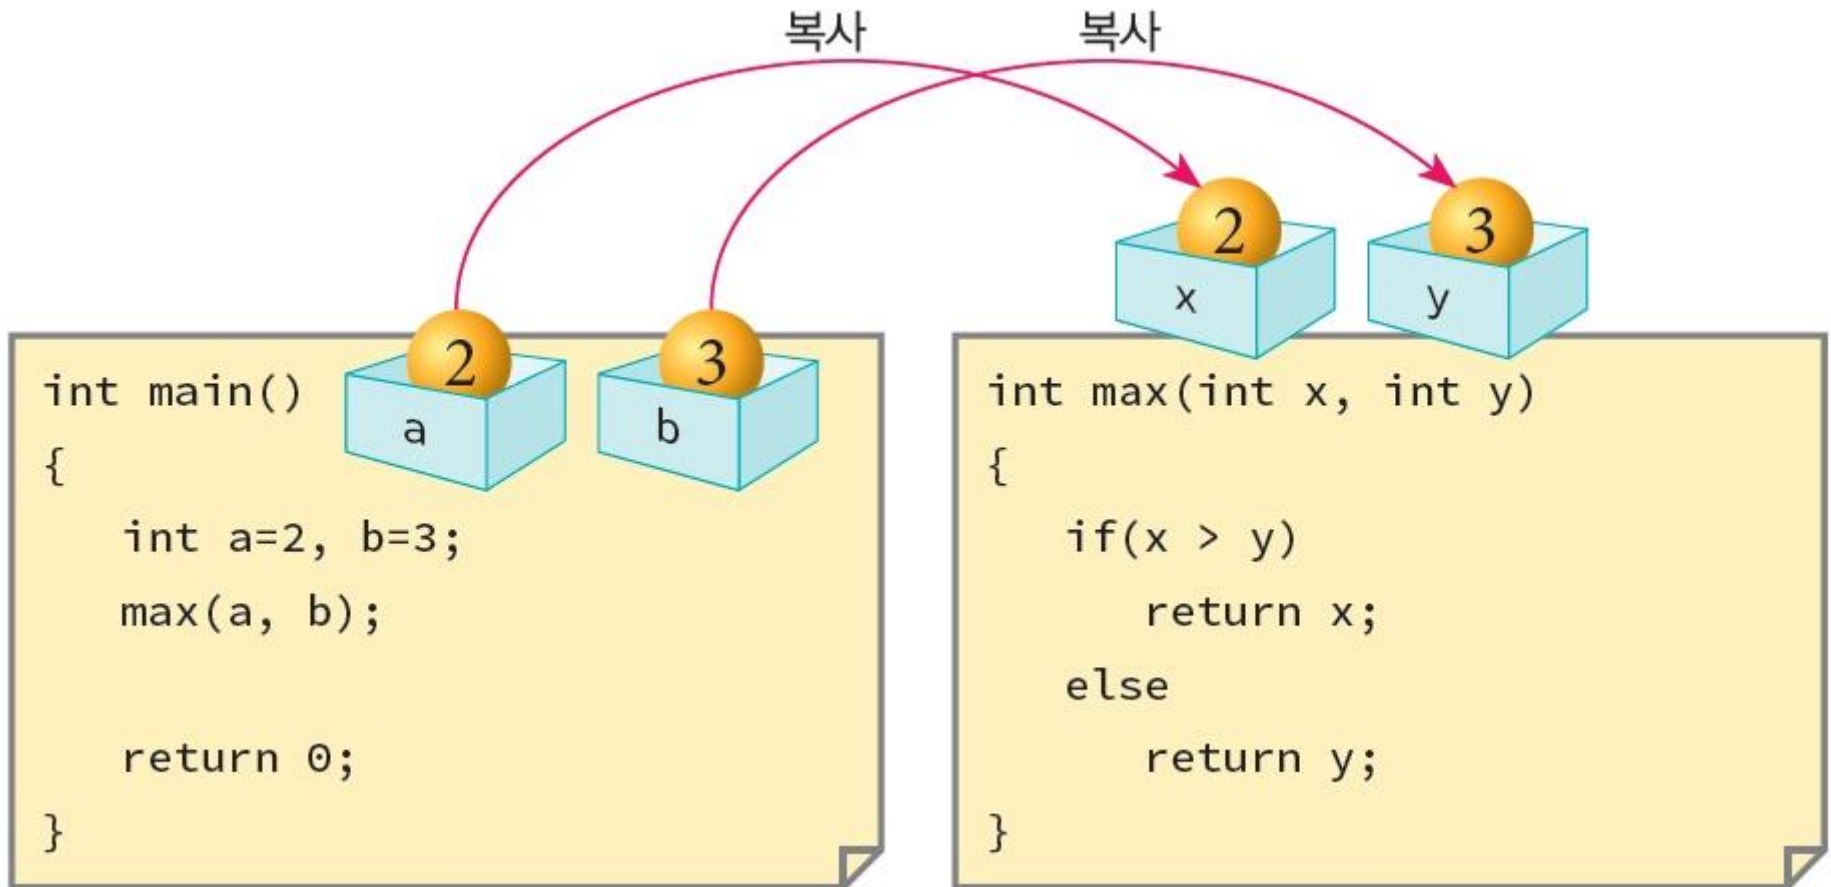 복사 복사
2 3
x y
2 3
a b
int main()
{
int a=2, b=3;
max(a, b);
return 0;
}
int max(int x, int y)
{
if(x > y)
return x;
else
return y;
}